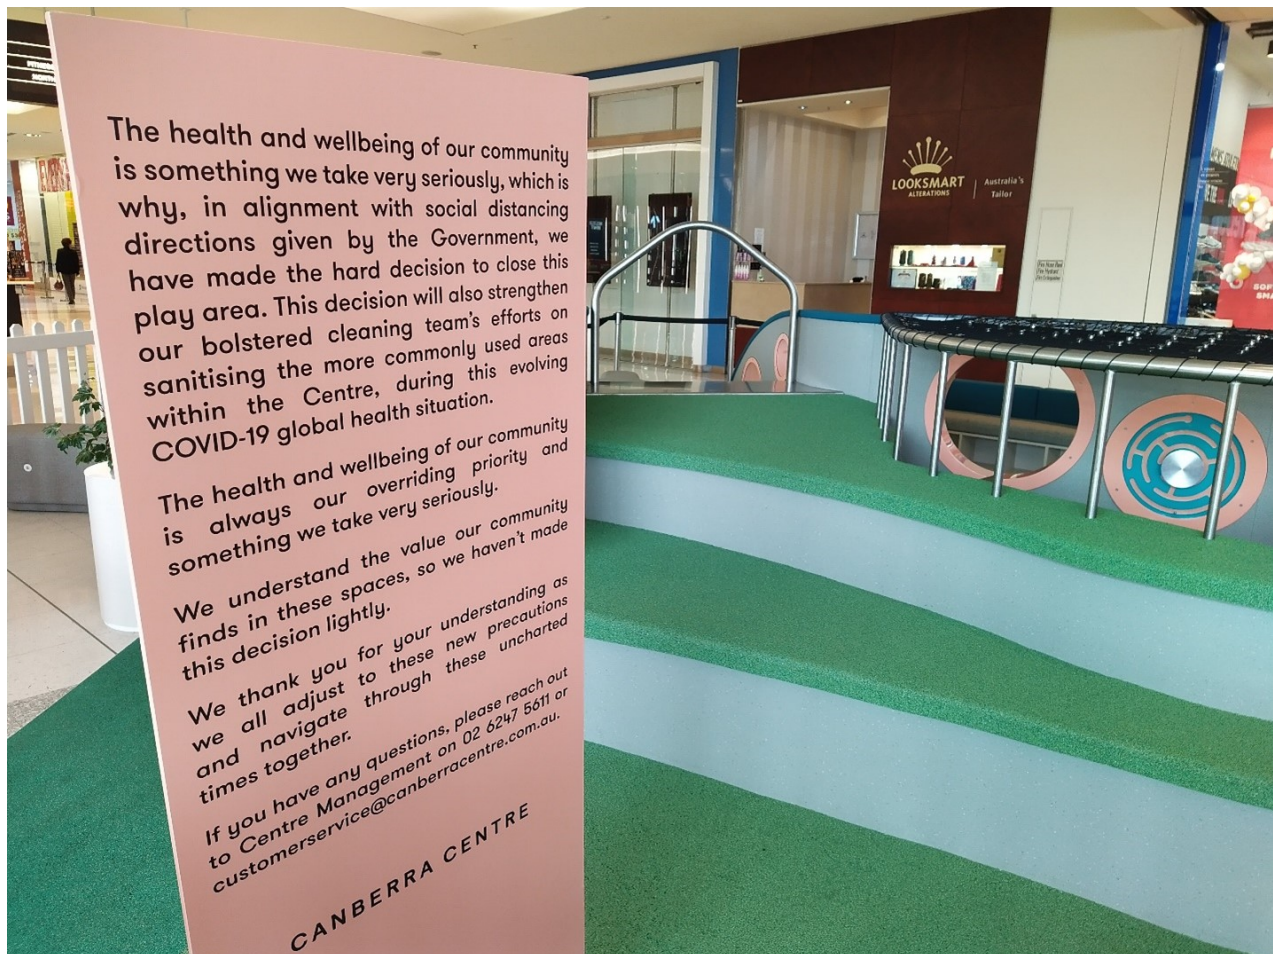 The health and wellbeing of our community
is something we take very seriously, which is
why, in alignment with social distancing
directions given by the Government, we
have made the hard decision to close this
play area. This decision will also strengthen
our bolstered cleaning team's efforts on
sanitising the more commonly used areas
within the Centre, during this evolving
COVID-19 global health situation.
The health and wellbeing of our community
is always our overriding priority and
something we take very seriously.
We understand the value our community
finds in these spaces, so we haven't made
this decision lightly.
We thank you for your understanding as
we all adjust to these new precautions
and navigate through these uncharted
times together.
If you have any questions, please reach out
to Centre Management on 02 6247 5611 or
customerservice@canberracentre.com.au.
CANBERRA CENTRE
LOOKSMART
ALTERATIONS
Australia's
Tailor